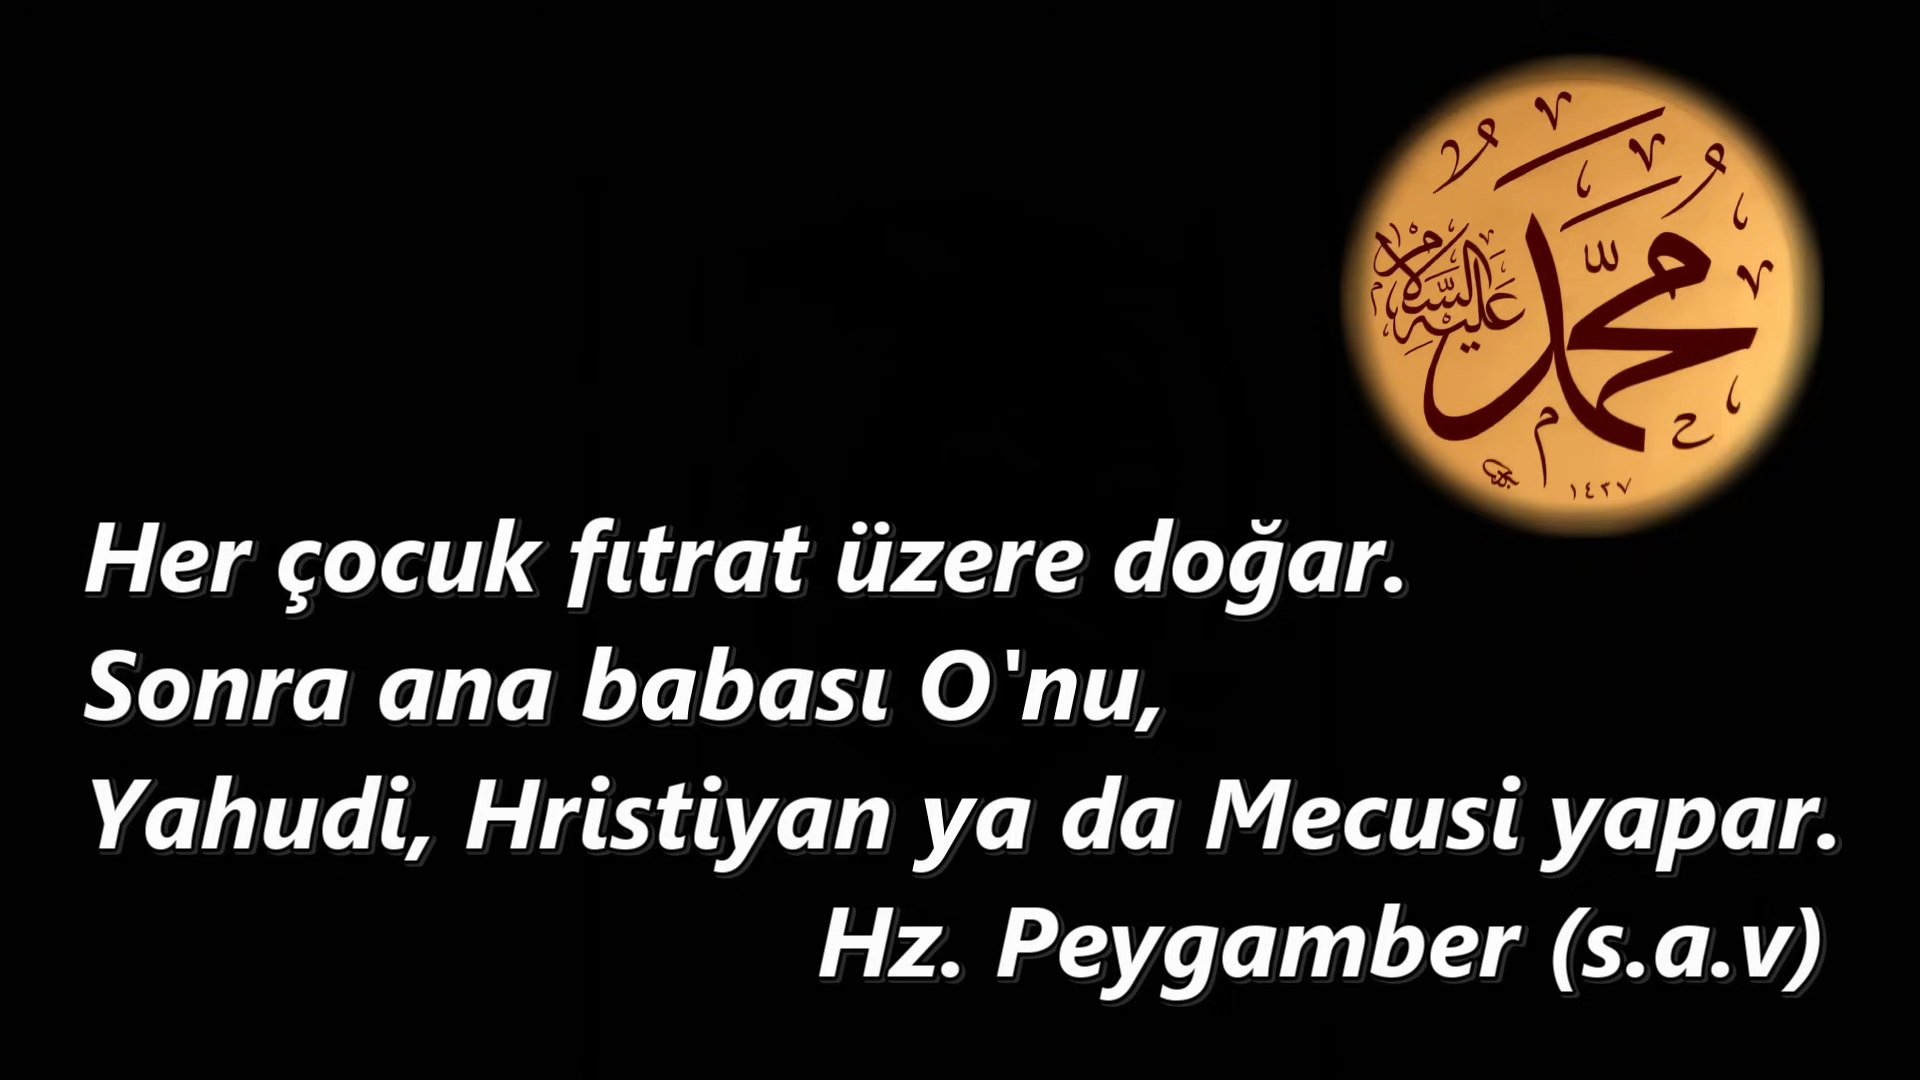 محمد
عليه السلام
١٤٣٧
Her çocuk fıtrat üzere doğar.
Sonra ana babası O'nu,
Yahudi, Hristiyan ya da Mecusi yapar.
Hz. Peygamber (s.a.v)